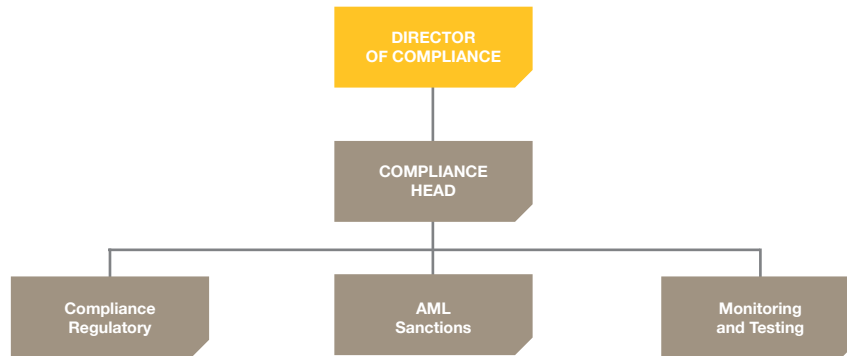 DIRECTOR
OF COMPLIANCE
COMPLIANCE
HEAD
Compliance
Regulatory
AML
Sanctions
Monitoring
and Testing